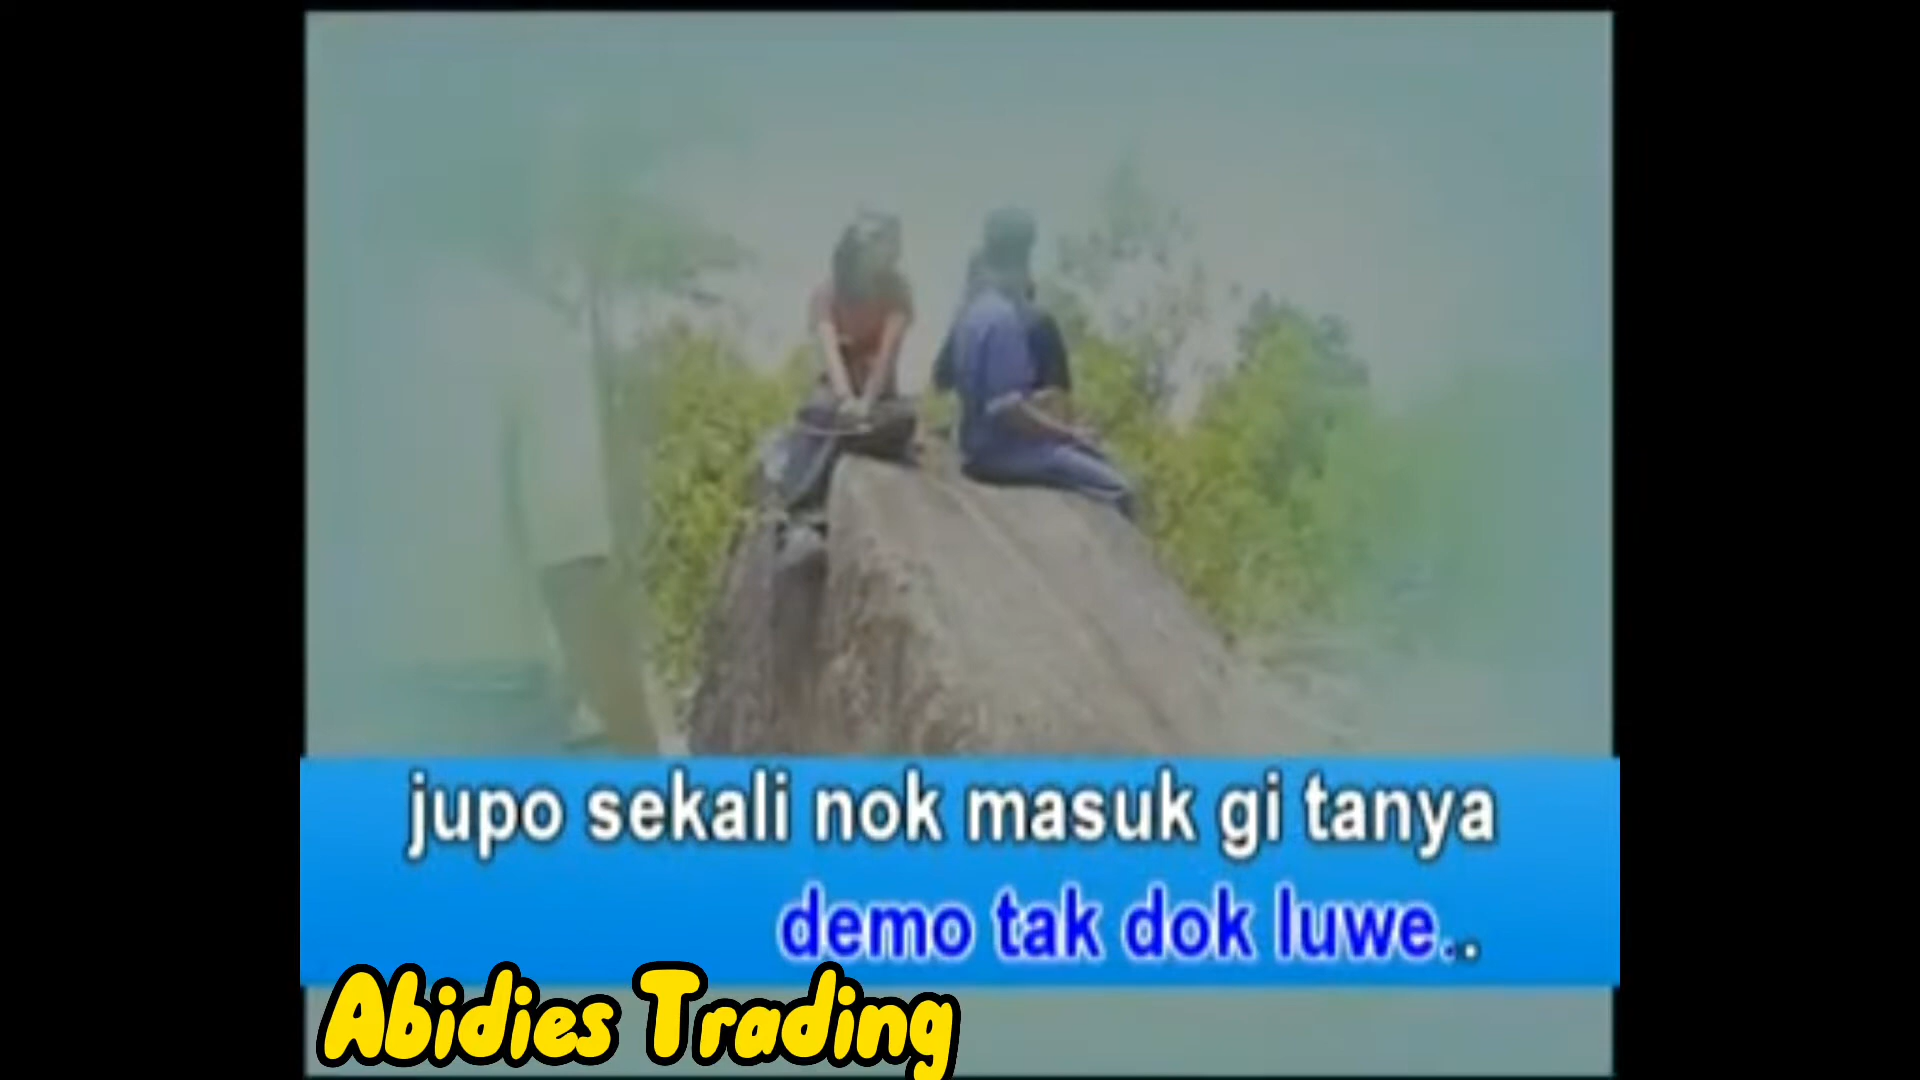 jupo sekali nok masuk gi tanya
demo tak dok luwe..
Abidies Trading